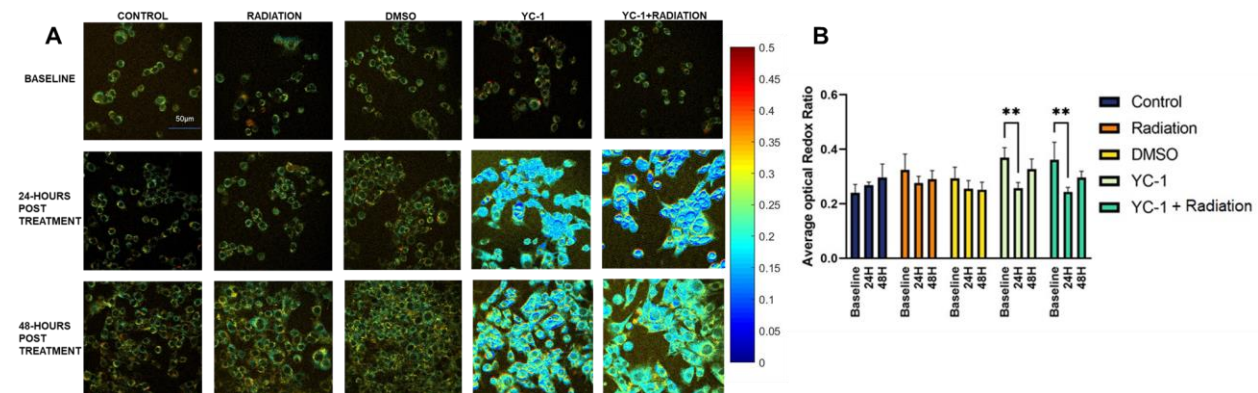 A
CONTROL
RADIATION
DMSO
YC-1
YC-1+RADIATION
BASELINE
50μm
24-HOURS
POST
TREATMENT
48-HOURS
POST
TREATMENT
0.5
0.45
0.4
0.35
0.3
0.25
0.2
0.15
0.1
0.05
0
B
Average optical Redox Ratio
0.6
0.4
0.2
0.0
**
**
Baseline
24H
48H
Baseline
24H
48H
Baseline
24H
48H
Baseline
24H
48H
Baseline
24H
48H
Control
Radiation
DMSO
YC-1
YC-1 + Radiation